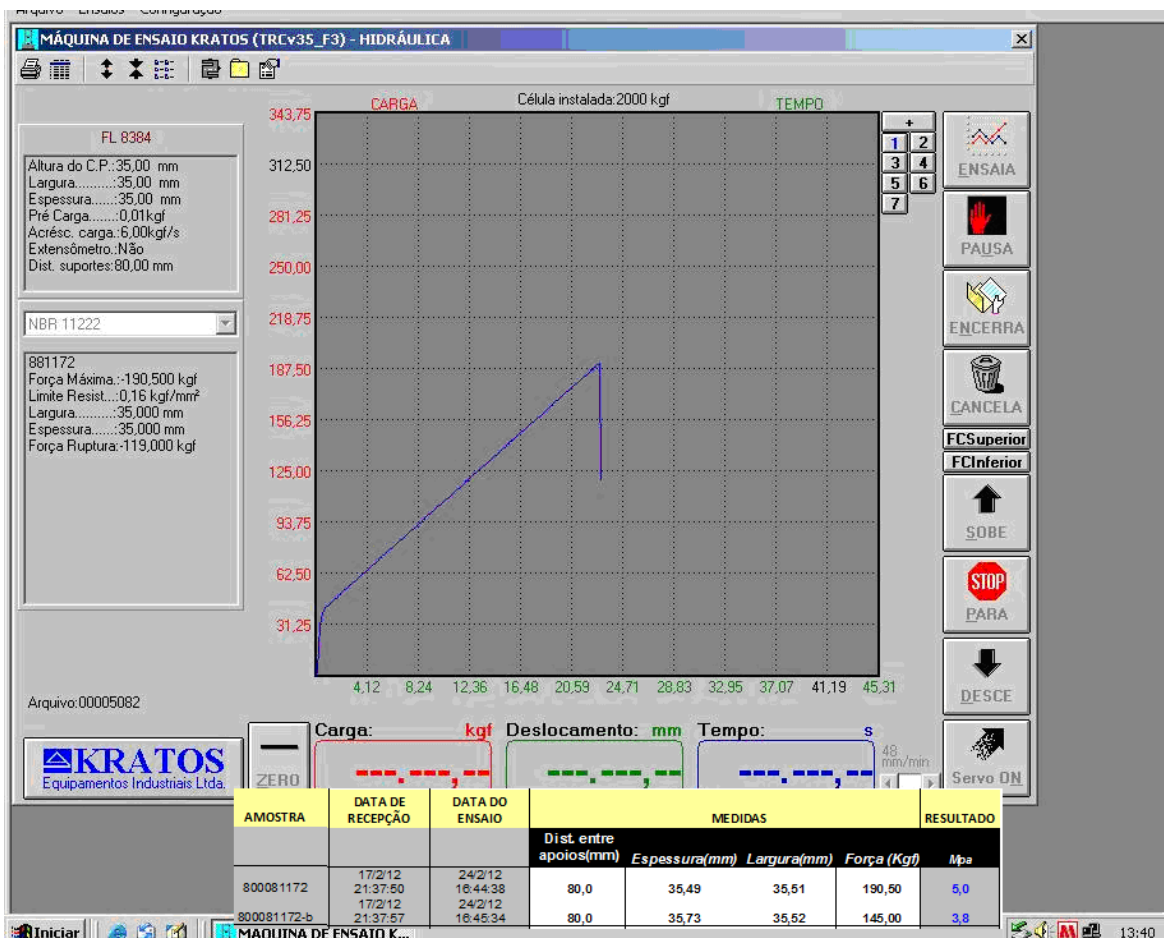 Arquivo Ensaios Configuração
MÁQUINA DE ENSAIO KRATOS (TRCv35_F3) - HIDRÁULICA
CARGA
Célula instalada:2000 kgf
TEMPO
FL 8384
Altura do C.P.:35,00 mm
Largura.........:35,00 mm
Espessura......:35,00 mm
Pré Carga.......:0,01kgf
Acrésc. carga.:6,00kgf/s
Extensômetro.:Não
Dist. suportes:80,00 mm
NBR 11222
881172
Força Máxima.:-190,500 kgf
Limite Resist...:0,16 kgf/mm²
Largura.........:35,000 mm
Espessura......:35,000 mm
Força Ruptura:-119,000 kgf
Arquivo:00005082
KRATOS
Equipamentos Industriais Ltda.
343,75
312,50
281,25
250,00
218,75
187,50
156,25
125,00
93,75
62,50
31,25
4,12 8,24 12,36 16,48 20,59 24,71 28,83 32,95 37,07 41,19 45,31
+
1 2
3 4
5 6
7
ENSAIA
PAUSA
ENCERRA
CANCELA
FCSuperior
FCInferior
SOBE
STOP
PARA
DESCE
Servo ON
ZERO
Carga: kgf
---.--,--
Deslocamento: mm
---.--,--
Tempo: s
---.--,--
48
mm/min
AMOSTRA DATA DE RECEPÇÃO DATA DO ENSAIO MEDIDAS RESULTADO
Dist. entre apoios(mm) Espessura(mm) Largura(mm) Força (Kgf) Mpa
800081172 17/2/12 21:37:50 24/2/12 16:44:38 80,0 35,49 35,51 190,50 5,0
800081172-b 17/2/12 21:37:57 24/2/12 16:45:34 80,0 35,73 35,52 145,00 3,8
Iniciar
MÁQUINA DE ENSAIO K...
13:40